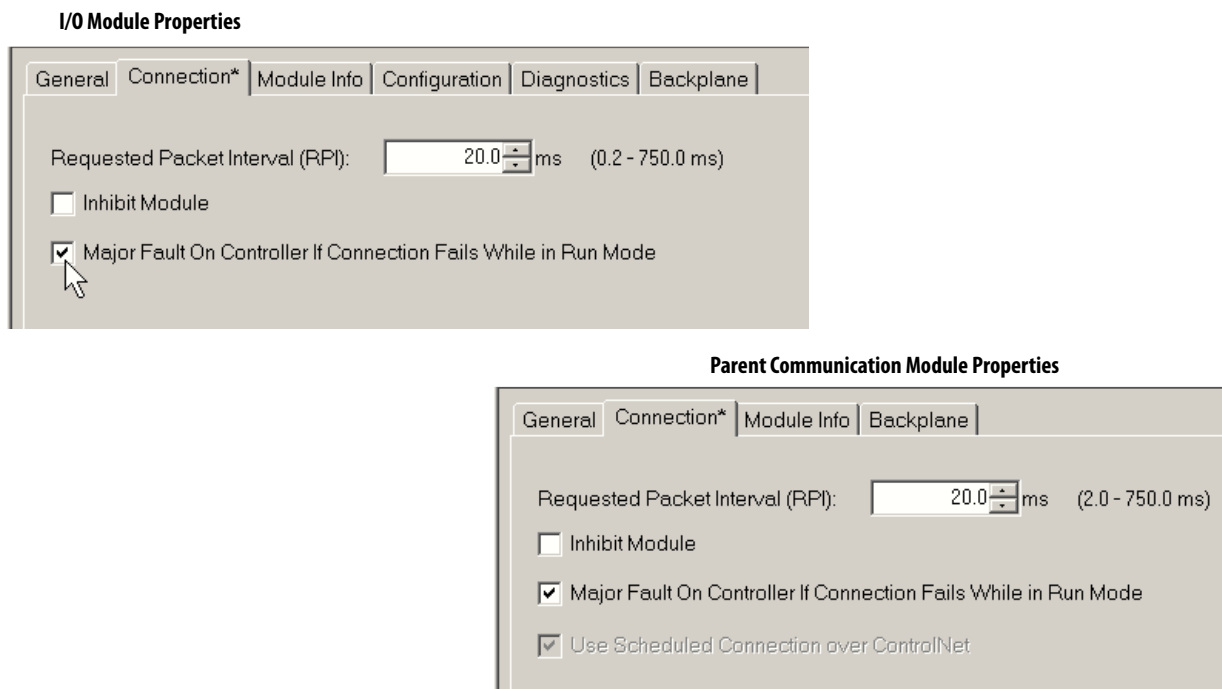 I/O Module Properties
General Connection* Module Info Configuration Diagnostics Backplane
Requested Packet Interval (RPI): 20.0 ms (0.2 - 750.0 ms)
Inhibit Module
Major Fault On Controller If Connection Fails While in Run Mode
Parent Communication Module Properties
General Connection* Module Info Backplane
Requested Packet Interval (RPI): 20.0 ms (2.0 - 750.0 ms)
Inhibit Module
Major Fault On Controller If Connection Fails While in Run Mode
Use Scheduled Connection over ControlNet